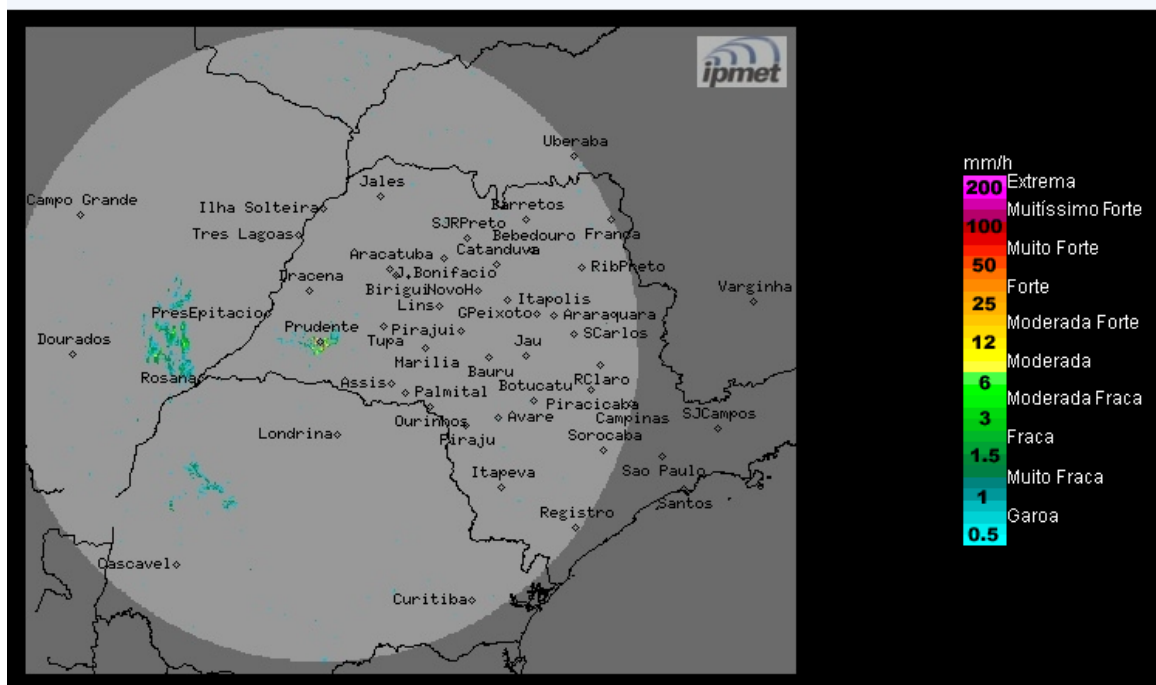 ipmet
Uberaba
Jales
Campo Grande
Ilha Solteira
Barretos
SJRPreto
Tres Lagoas
Bebedouro
Franca
Aracatuba
Catanduva
J.Bonifacio
RibPreto
Dracena
Birigui
NovoH
Varginha
Lins
Itapolis
PresEpitacio
GPeixoto
Araraquara
Prudente
Pirajui
SCarlos
Dourados
Tupa
Jau
Marilia
Bauru
Rosana
Assis
RClaro
Palmital
Botucatu
Piracicaba
Ourinhos
Avare
Campinas
SJCampos
Londrina
Piraju
Sorocaba
Itapeva
Sao Paulo
Santos
Registro
Cascavel
Curitiba
mm/h
200 Extrema
Muitíssimo Forte
100
Muito Forte
50
Forte
25
Moderada Forte
12
Moderada
6
Moderada Fraca
3
Fraca
1.5
Muito Fraca
1
Garoa
0.5